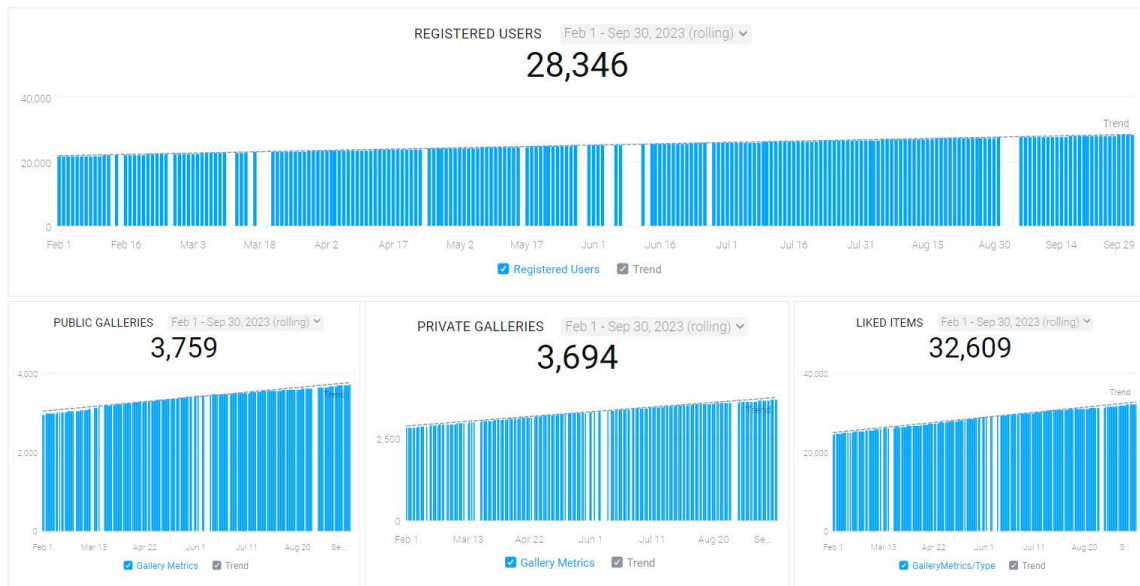 REGISTERED USERS Feb 1 - Sep 30, 2023 (rolling)
28,346
40,000
Trend
20,000
0
Feb 1 Feb 16 Mar 3 Mar 18 Apr 2 Apr 17 May 2 May 17 Jun 1 Jun 16 Jul 1 Jul 16 Jul 31 Aug 15 Aug 30 Sep 14 Sep 29
Registered Users Trend
PUBLIC GALLERIES Feb 1 - Sep 30, 2023 (rolling)
3,759
4,000
Trend
2,000
0
Feb 1 Mar 13 Apr 22 Jun 1 Jul 11 Aug 20 Se...
Gallery Metrics Trend
PRIVATE GALLERIES Feb 1 - Sep 30, 2023 (rolling)
3,694
Trend
2,500
0
Feb 1 Mar 13 Apr 22 Jun 1 Jul 11 Aug 20 Se...
Gallery Metrics Trend
LIKED ITEMS Feb 1 - Sep 30, 2023 (rolling)
32,609
40,000
Trend
20,000
0
Feb 1 Mar 13 Apr 22 Jun 1 Jul 11 Aug 20 S...
GalleryMetrics/Type Trend